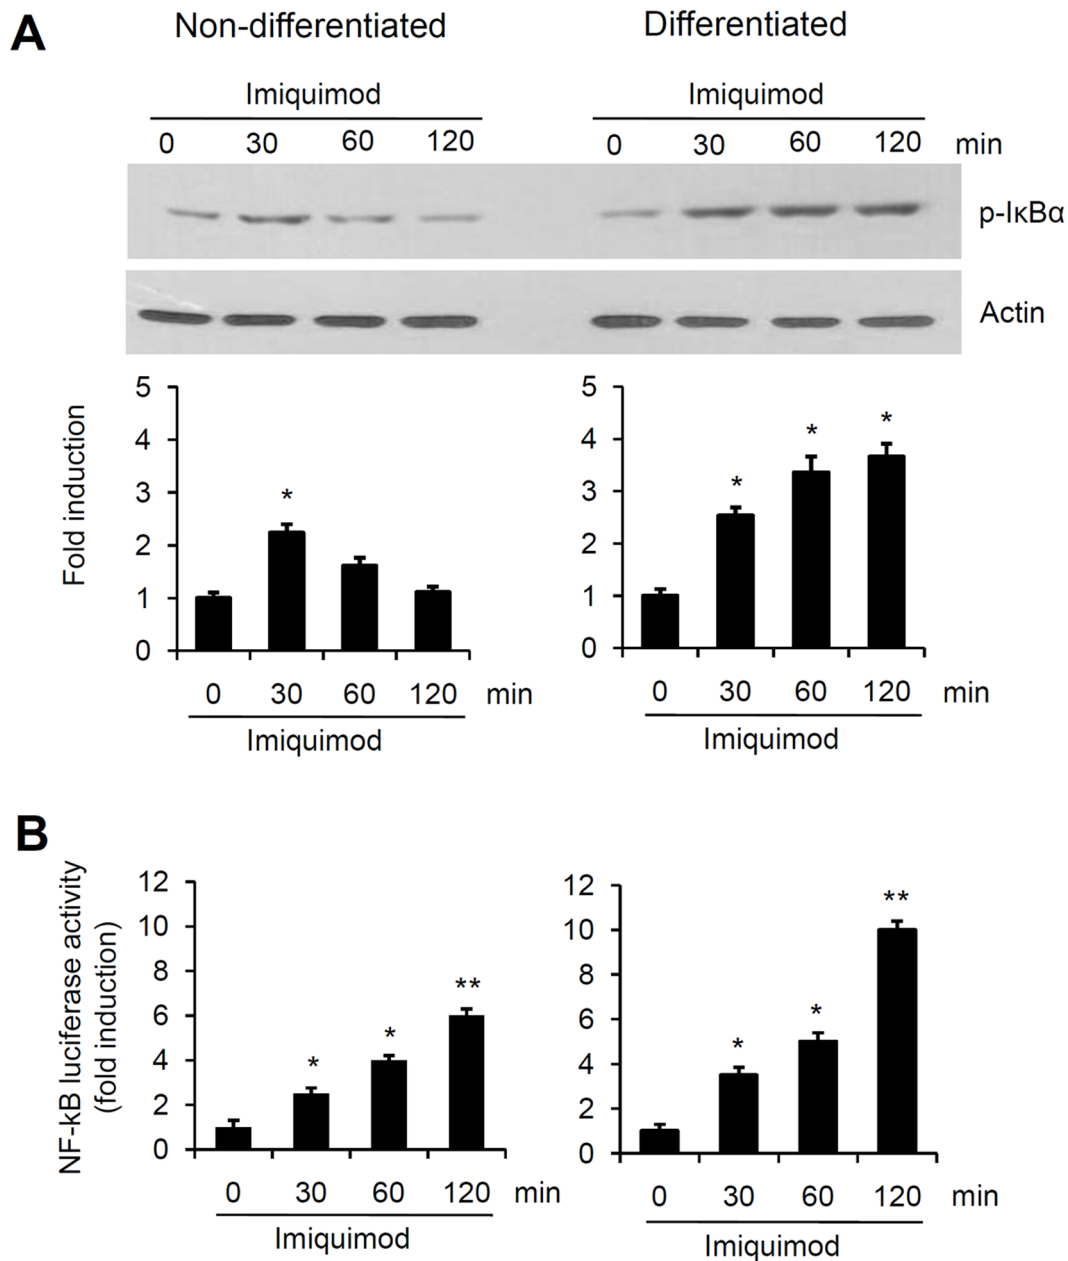 A
Non-differentiated
Differentiated
Imiquimod
Imiquimod
0 30 60 120
0 30 60 120 min
p-IκBα
Actin
Fold induction
5
4
3
2
1
0
*
0 30 60 120 min
Imiquimod
5
4
3
2
1
0
* * *
0 30 60 120 min
Imiquimod
B
NF-kB luciferase activity
(fold induction)
12
10
8
6
4
2
0
* * **
0 30 60 120 min
Imiquimod
12
10
8
6
4
2
0
* * **
0 30 60 120 min
Imiquimod